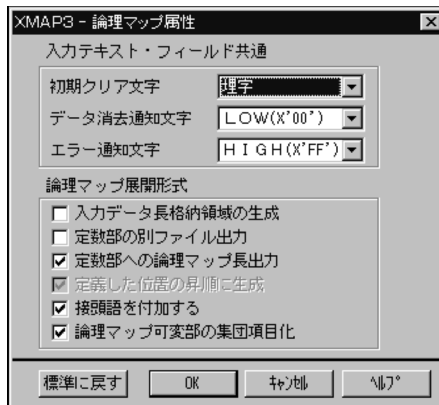 XMAP3 - 論理マップ属性
入力テキスト・フィールド共通
初期クリア文字 理字
データ消去通知文字 LOW(X'00')
エラー通知文字 HIGH(X'FF')
論理マップ展開形式
入力データ長格納領域の生成
定数部の別ファイル出力
定数部への論理マップ長出力
定義した位置の昇順に生成
接頭語を付加する
論理マップ可変部の集団項目化
標準に戻す OK ｷｬﾝｾﾙ ﾍﾙﾌﾟ